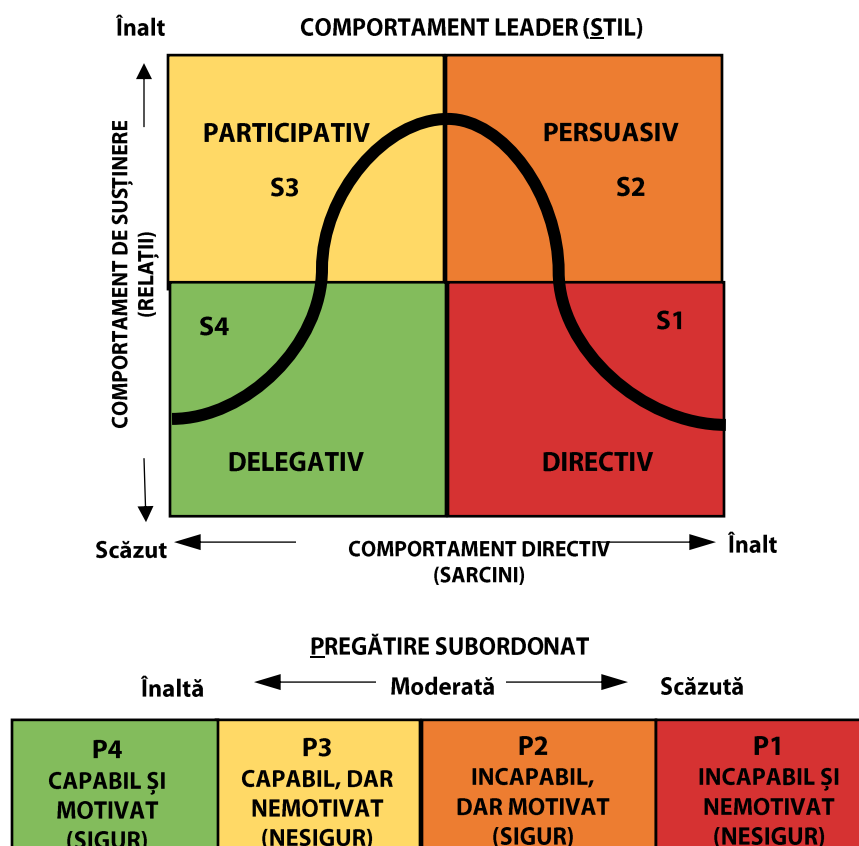 Înalt
COMPORTAMENT LEADER (STIL)
COMPORTAMENT DE SUSȚINERE
(RELAȚII)
PARTICIPATIV
S3
PERSUASIV
S2
S4
DELEGATIV
S1
DIRECTIV
Scăzut
COMPORTAMENT DIRECTIV
(SARCINI)
Înalt
PREGĂTIRE SUBORDONAT
Înaltă
Moderată
Scăzută
P4
CAPABIL ȘI
MOTIVAT
(SIGUR)
P3
CAPABIL, DAR
NEMOTIVAT
(NESIGUR)
P2
INCAPABIL,
DAR MOTIVAT
(SIGUR)
P1
INCAPABIL ȘI
NEMOTIVAT
(NESIGUR)